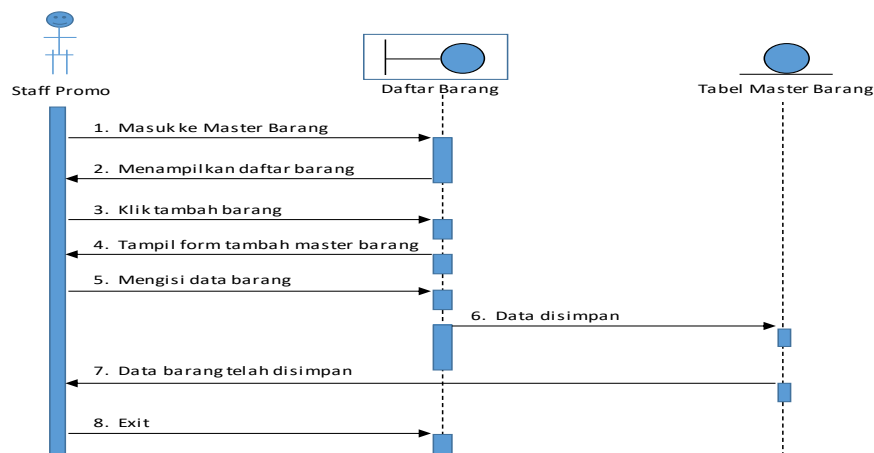 Staff Promo
Daftar Barang
Tabel Master Barang
1. Masuk ke Master Barang
2. Menampilkan daftar barang
3. Klik tambah barang
4. Tampil form tambah master barang
5. Mengisi data barang
6. Data disimpan
7. Data barang telah disimpan
8. Exit